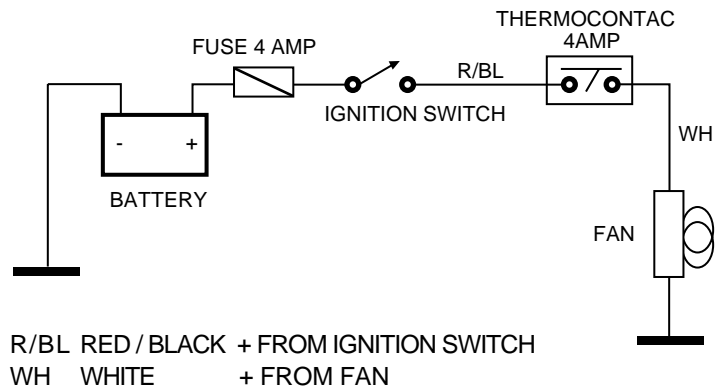 THERMOCONTAC
4AMP
FUSE 4 AMP
R/BL
IGNITION SWITCH
WH
- +
BATTERY
FAN
R/BL RED / BLACK + FROM IGNITION SWITCH
WH WHITE + FROM FAN